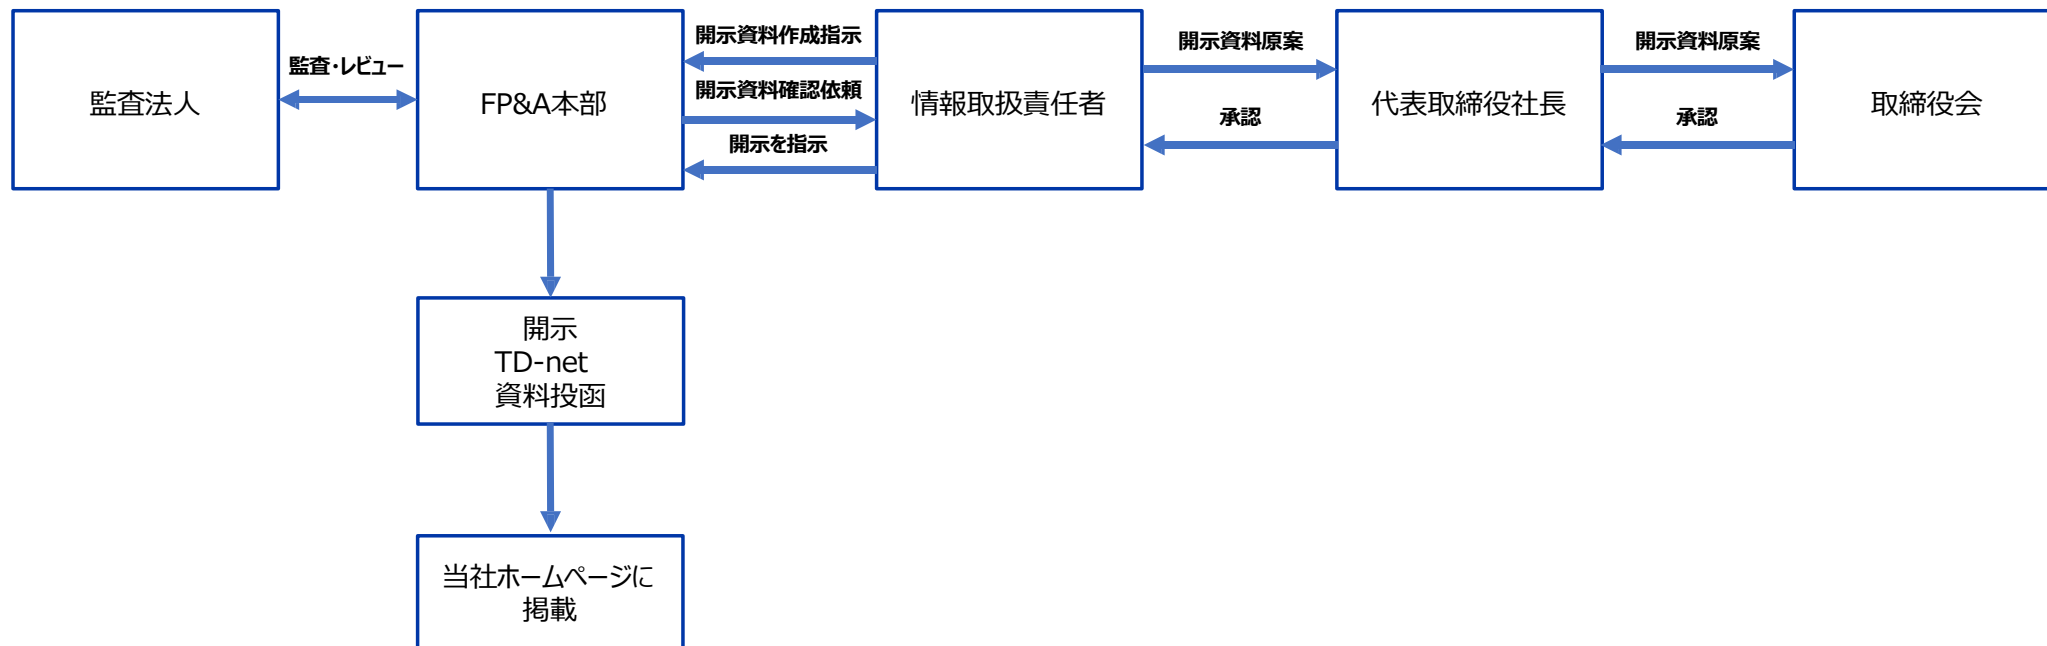 監査法人
監査・レビュー
FP&A本部
開示資料作成指示
開示資料確認依頼
開示を指示
情報取扱責任者
開示資料原案
承認
代表取締役社長
開示資料原案
承認
取締役会
開示
TD-net
資料投函
当社ホームページに
掲載